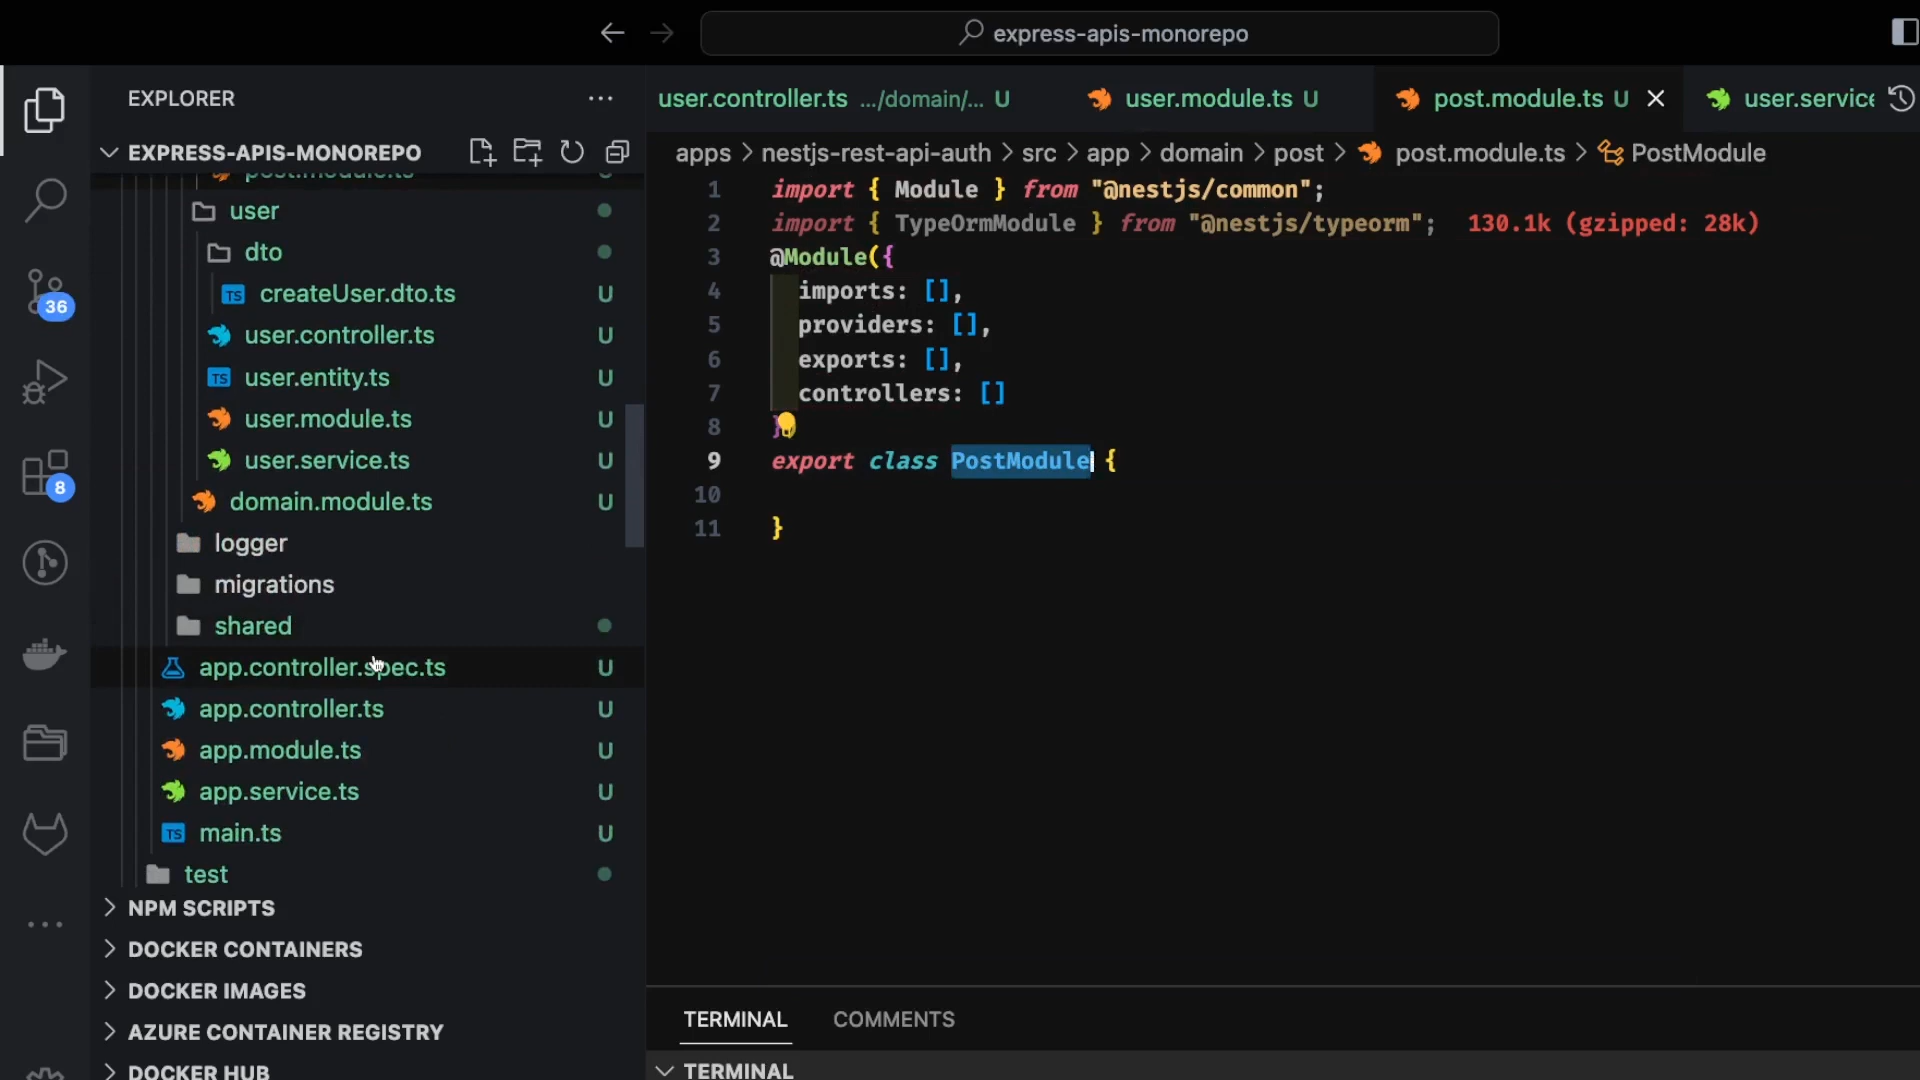 express-apis-monorepo
EXPLORER
EXPRESS-APIS-MONOREPO
post.module.ts
user
dto
TS createUser.dto.ts U
user.controller.ts U
TS user.entity.ts U
user.module.ts U
user.service.ts U
domain.module.ts U
logger
migrations
shared
app.controller.spec.ts U
app.controller.ts U
app.module.ts U
app.service.ts U
TS main.ts U
test
NPM SCRIPTS
DOCKER CONTAINERS
DOCKER IMAGES
AZURE CONTAINER REGISTRY
DOCKER HUB
36
8
user.controller.ts .../domain/... U
user.module.ts U
post.module.ts U
user.service
apps > nestjs-rest-api-auth > src > app > domain > post > post.module.ts > PostModule
1 import { Module } from "@nestjs/common";
2 import { TypeOrmModule } from "@nestjs/typeorm"; 130.1k (gzipped: 28k)
3 @Module({
4 imports: [],
5 providers: [],
6 exports: [],
7 controllers: []
8 }
9 export class PostModule {
10
11 }
TERMINAL
COMMENTS
TERMINAL